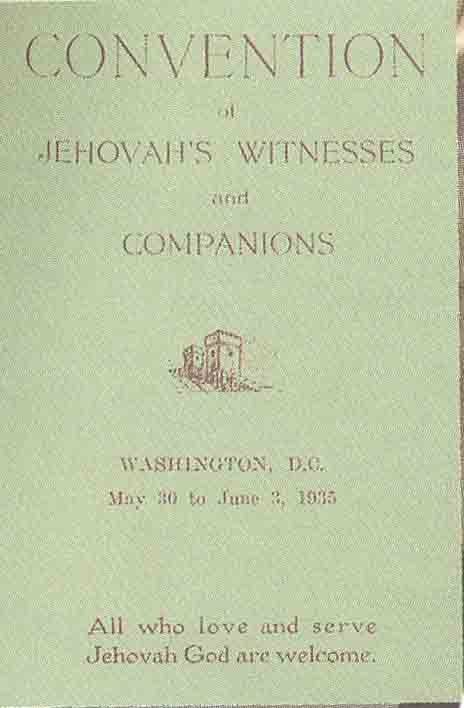 CONVENTION
of
JEHOVAH'S WITNESSES
and
COMPANIONS
WASHINGTON, D.C.
May 30 to June 3, 1935
All who love and serve
Jehovah God are welcome.